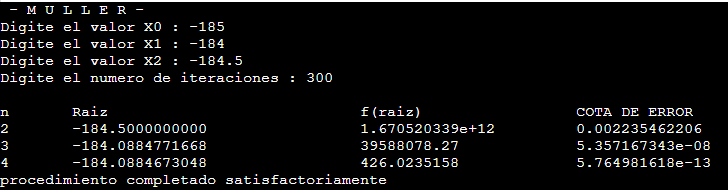 - M U L L E R -
Digite el valor X0 : -185
Digite el valor X1 : -184
Digite el valor X2 : -184.5
Digite el numero de iteraciones : 300
n Raiz f(raiz) COTA DE ERROR
2 -184.5000000000 1.670520339e+12 0.002235462206
3 -184.0884771668 39588078.27 5.357167343e-08
4 -184.0884673048 426.0235158 5.764981618e-13
procedimiento completado satisfactoriamente